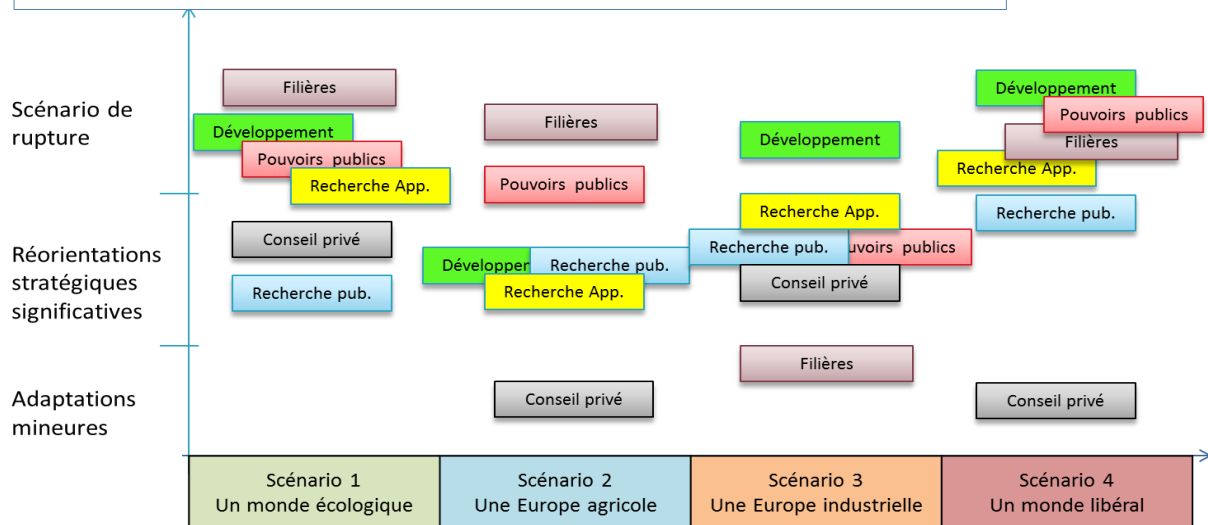 Scénario de
rupture
Réorientations
stratégiques
significatives
Adaptations
mineures
Filières
Développement
Pouvoirs publics
Recherche App.
Conseil privé
Recherche pub.
Filières
Pouvoirs publics
Développer
Recherche pub.
Recherche App.
Conseil privé
Développement
Recherche App.
Recherche pub.
uvoirs publics
Conseil privé
Filières
Développement
Pouvoirs publics
Filières
Recherche App.
Recherche pub.
Conseil privé
Scénario 1
Un monde écologique
Scénario 2
Une Europe agricole
Scénario 3
Une Europe industrielle
Scénario 4
Un monde libéral